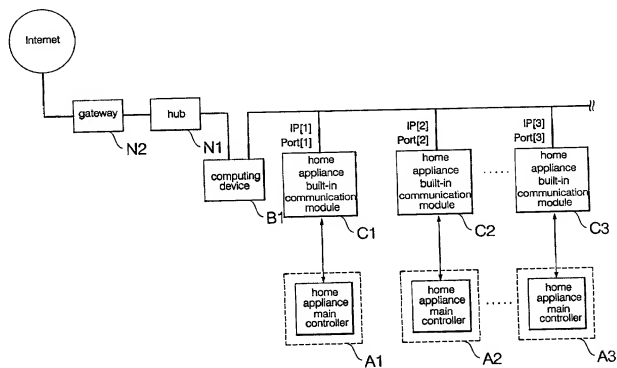 Internet
gateway
hub
N2
N1
computing
device
B1
IP[1]
Port[1]
IP[2]
Port[2]
IP[3]
Port[3]
home
appliance
built-in
communication
module
home
appliance
built-in
communication
module
.....
home
appliance
built-in
communication
module
C1
C2
C3
home
appliance
main
controller
home
appliance
main
controller
.....
home
appliance
main
controller
A1
A2
A3